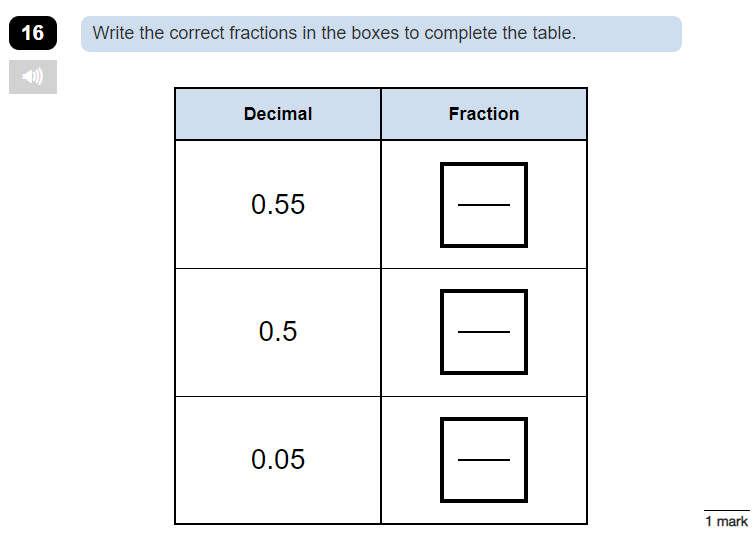 16
Write the correct fractions in the boxes to complete the table.
Decimal Fraction
0.55
0.5
0.05
1 mark